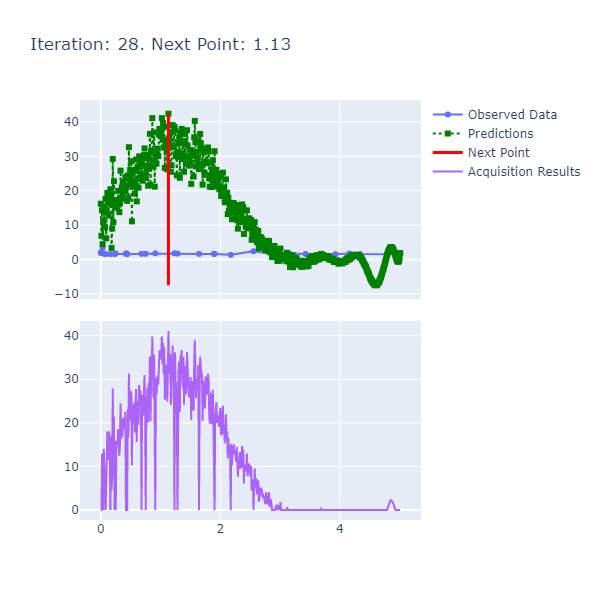 Iteration: 28. Next Point: 1.13
Observed Data
Predictions
Next Point
Acquisition Results
40
30
20
10
0
−10
40
30
20
10
0
0
2
4